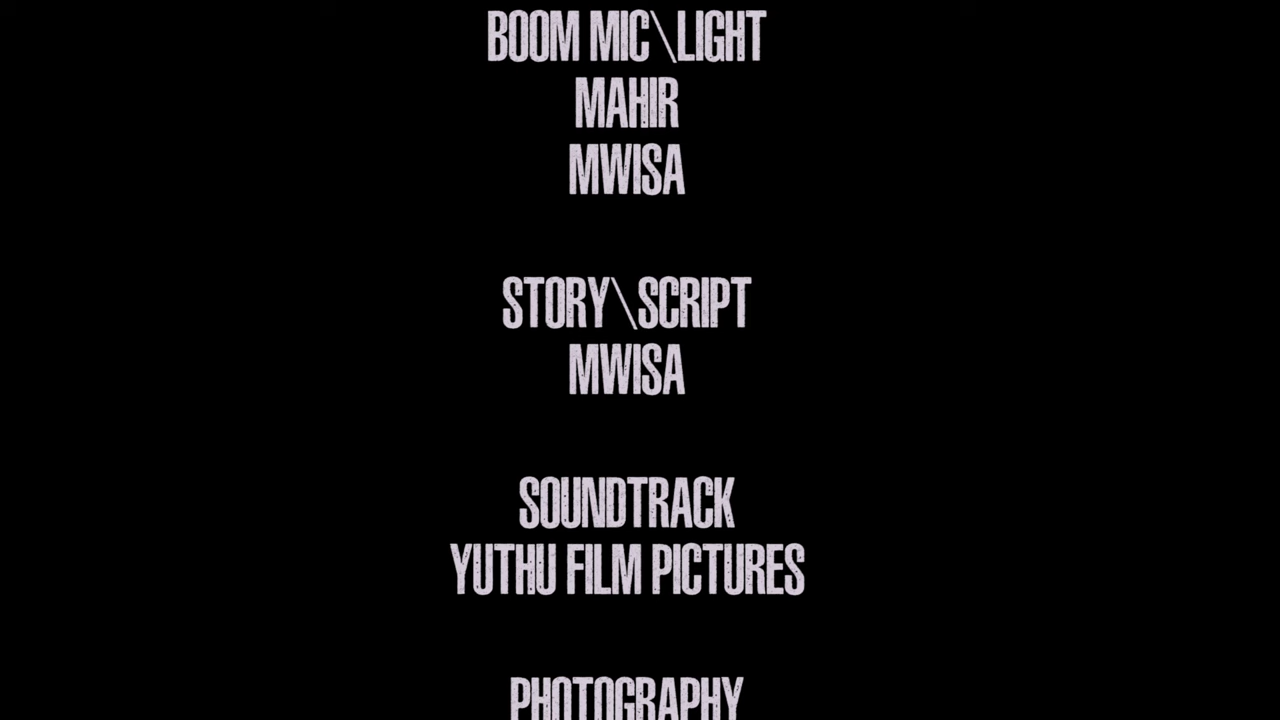 BOOM MIC\LIGHT
MAHIR
MWISA
STORY\SCRIPT
MWISA
SOUNDTRACK
YUTHU FILM PICTURES
PHOTOGRAPHY